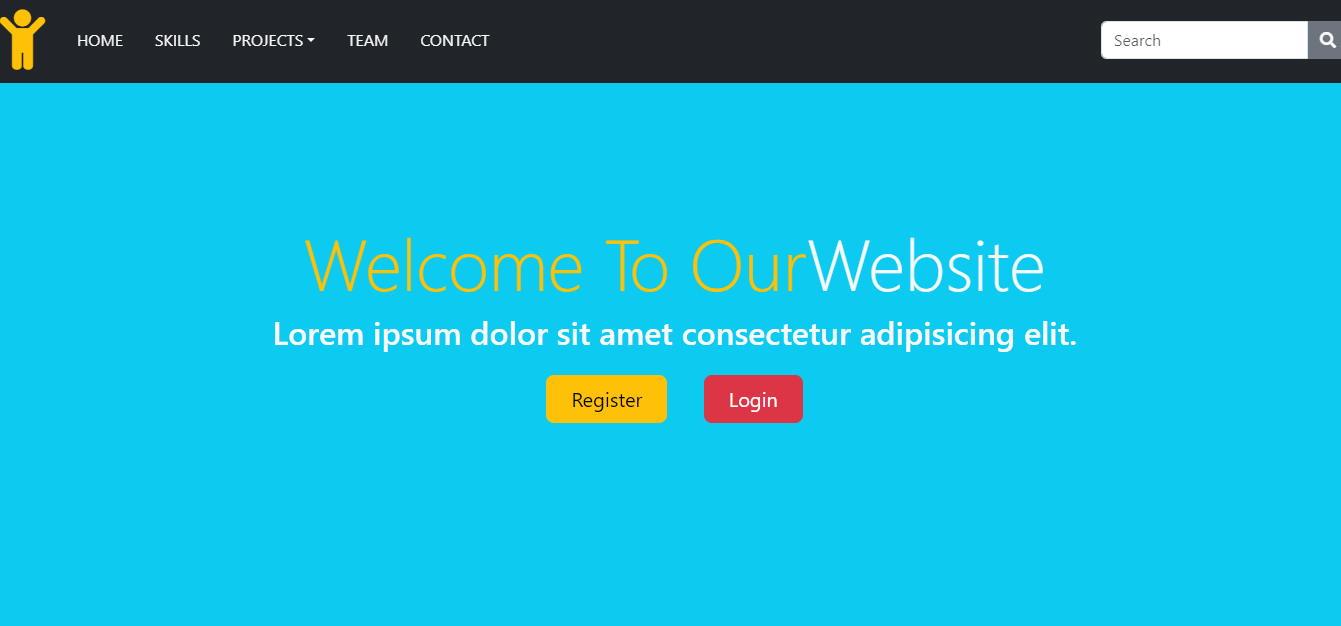 HOME SKILLS PROJECTS TEAM CONTACT Search
Welcome To OurWebsite
Lorem ipsum dolor sit amet consectetur adipisicing elit.
Register Login